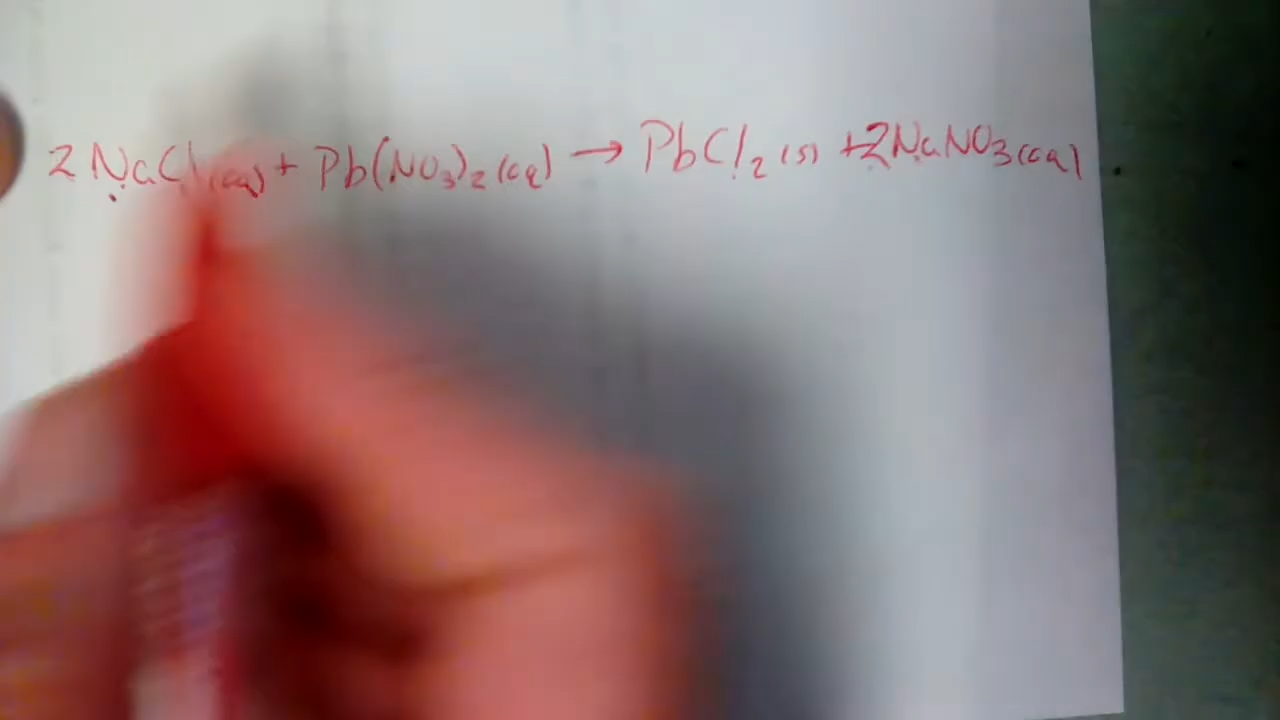 2 NaCl (aq) + Pb(NO3)2 (aq) → PbCl2 (s) + 2NaNO3 (aq)